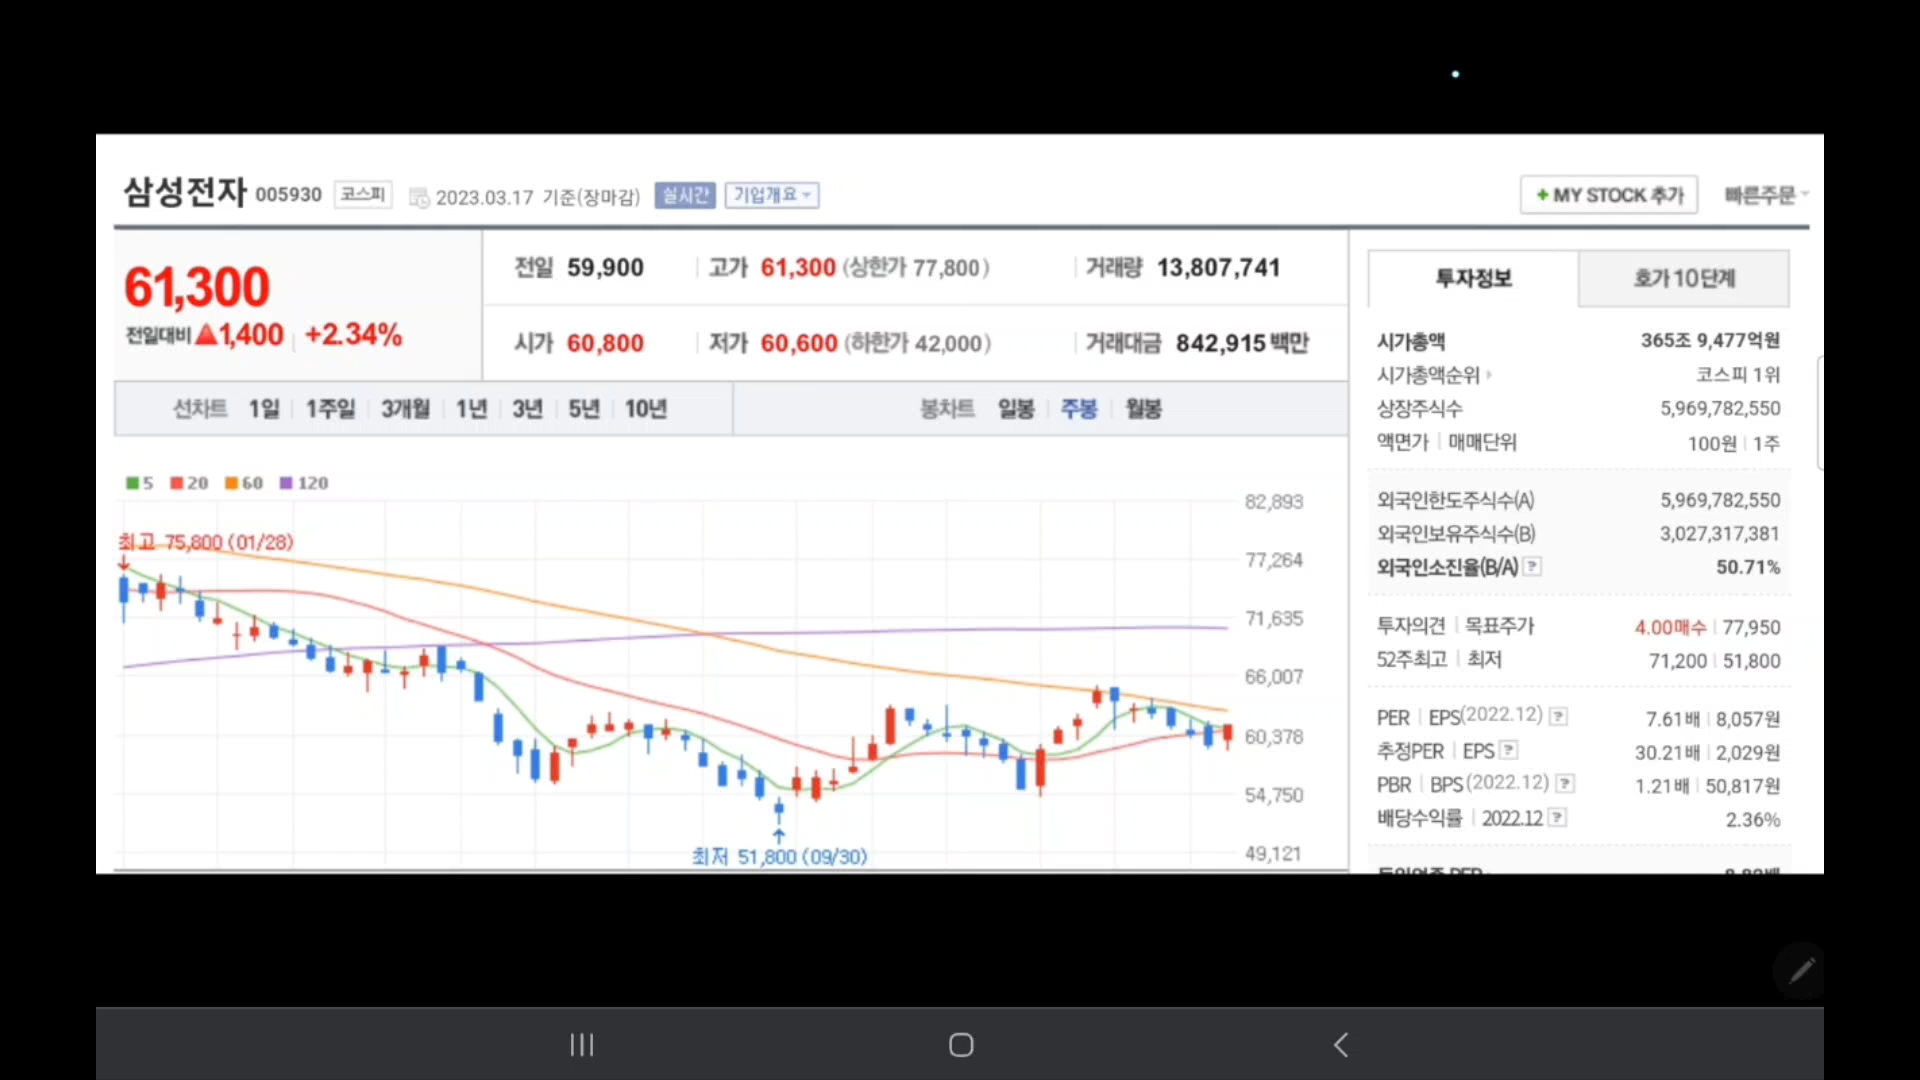 삼성전자 005930 코스피 2023.03.17 기준(장마감) 실시간 기업개요
+ MY STOCK 추가 빠른주문
61,300
전일대비 ▲1,400 +2.34%
전일 59,900 고가 61,300 (상한가 77,800) 거래량 13,807,741
시가 60,800 저가 60,600 (하한가 42,000) 거래대금 842,915 백만
선차트 1일 1주일 3개월 1년 3년 5년 10년 봉차트 일봉 주봉 월봉
5 20 60 120
82,893
최고 75,800 (01/28)
77,264
71,635
66,007
60,378
54,750
최저 51,800 (09/30)
49,121
투자정보 호가 10단계
시가총액 365조 9,477억원
시가총액순위 코스피 1위
상장주식수 5,969,782,550
액면가 | 매매단위 100원 | 1주
외국인한도주식수(A) 5,969,782,550
외국인보유주식수(B) 3,027,317,381
외국인소진율(B/A) ? 50.71%
투자의견 | 목표주가 4.00매수 | 77,950
52주최고 | 최저 71,200 | 51,800
PER | EPS(2022.12) ? 7.61배 | 8,057원
추정PER | EPS ? 30.21배 | 2,029원
PBR | BPS (2022.12) ? 1.21배 | 50,817원
배당수익률 | 2022.12 ? 2.36%